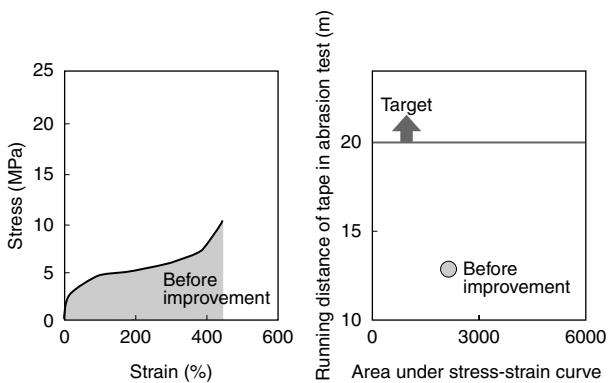 Stress (MPa)
25
20
15
10
5
0
Before
improvement
0
200
400
600
Strain (%)
Running distance of tape in abrasion test (m)
Target
20
15
10
Before
improvement
0
3000
6000
Area under stress-strain curve